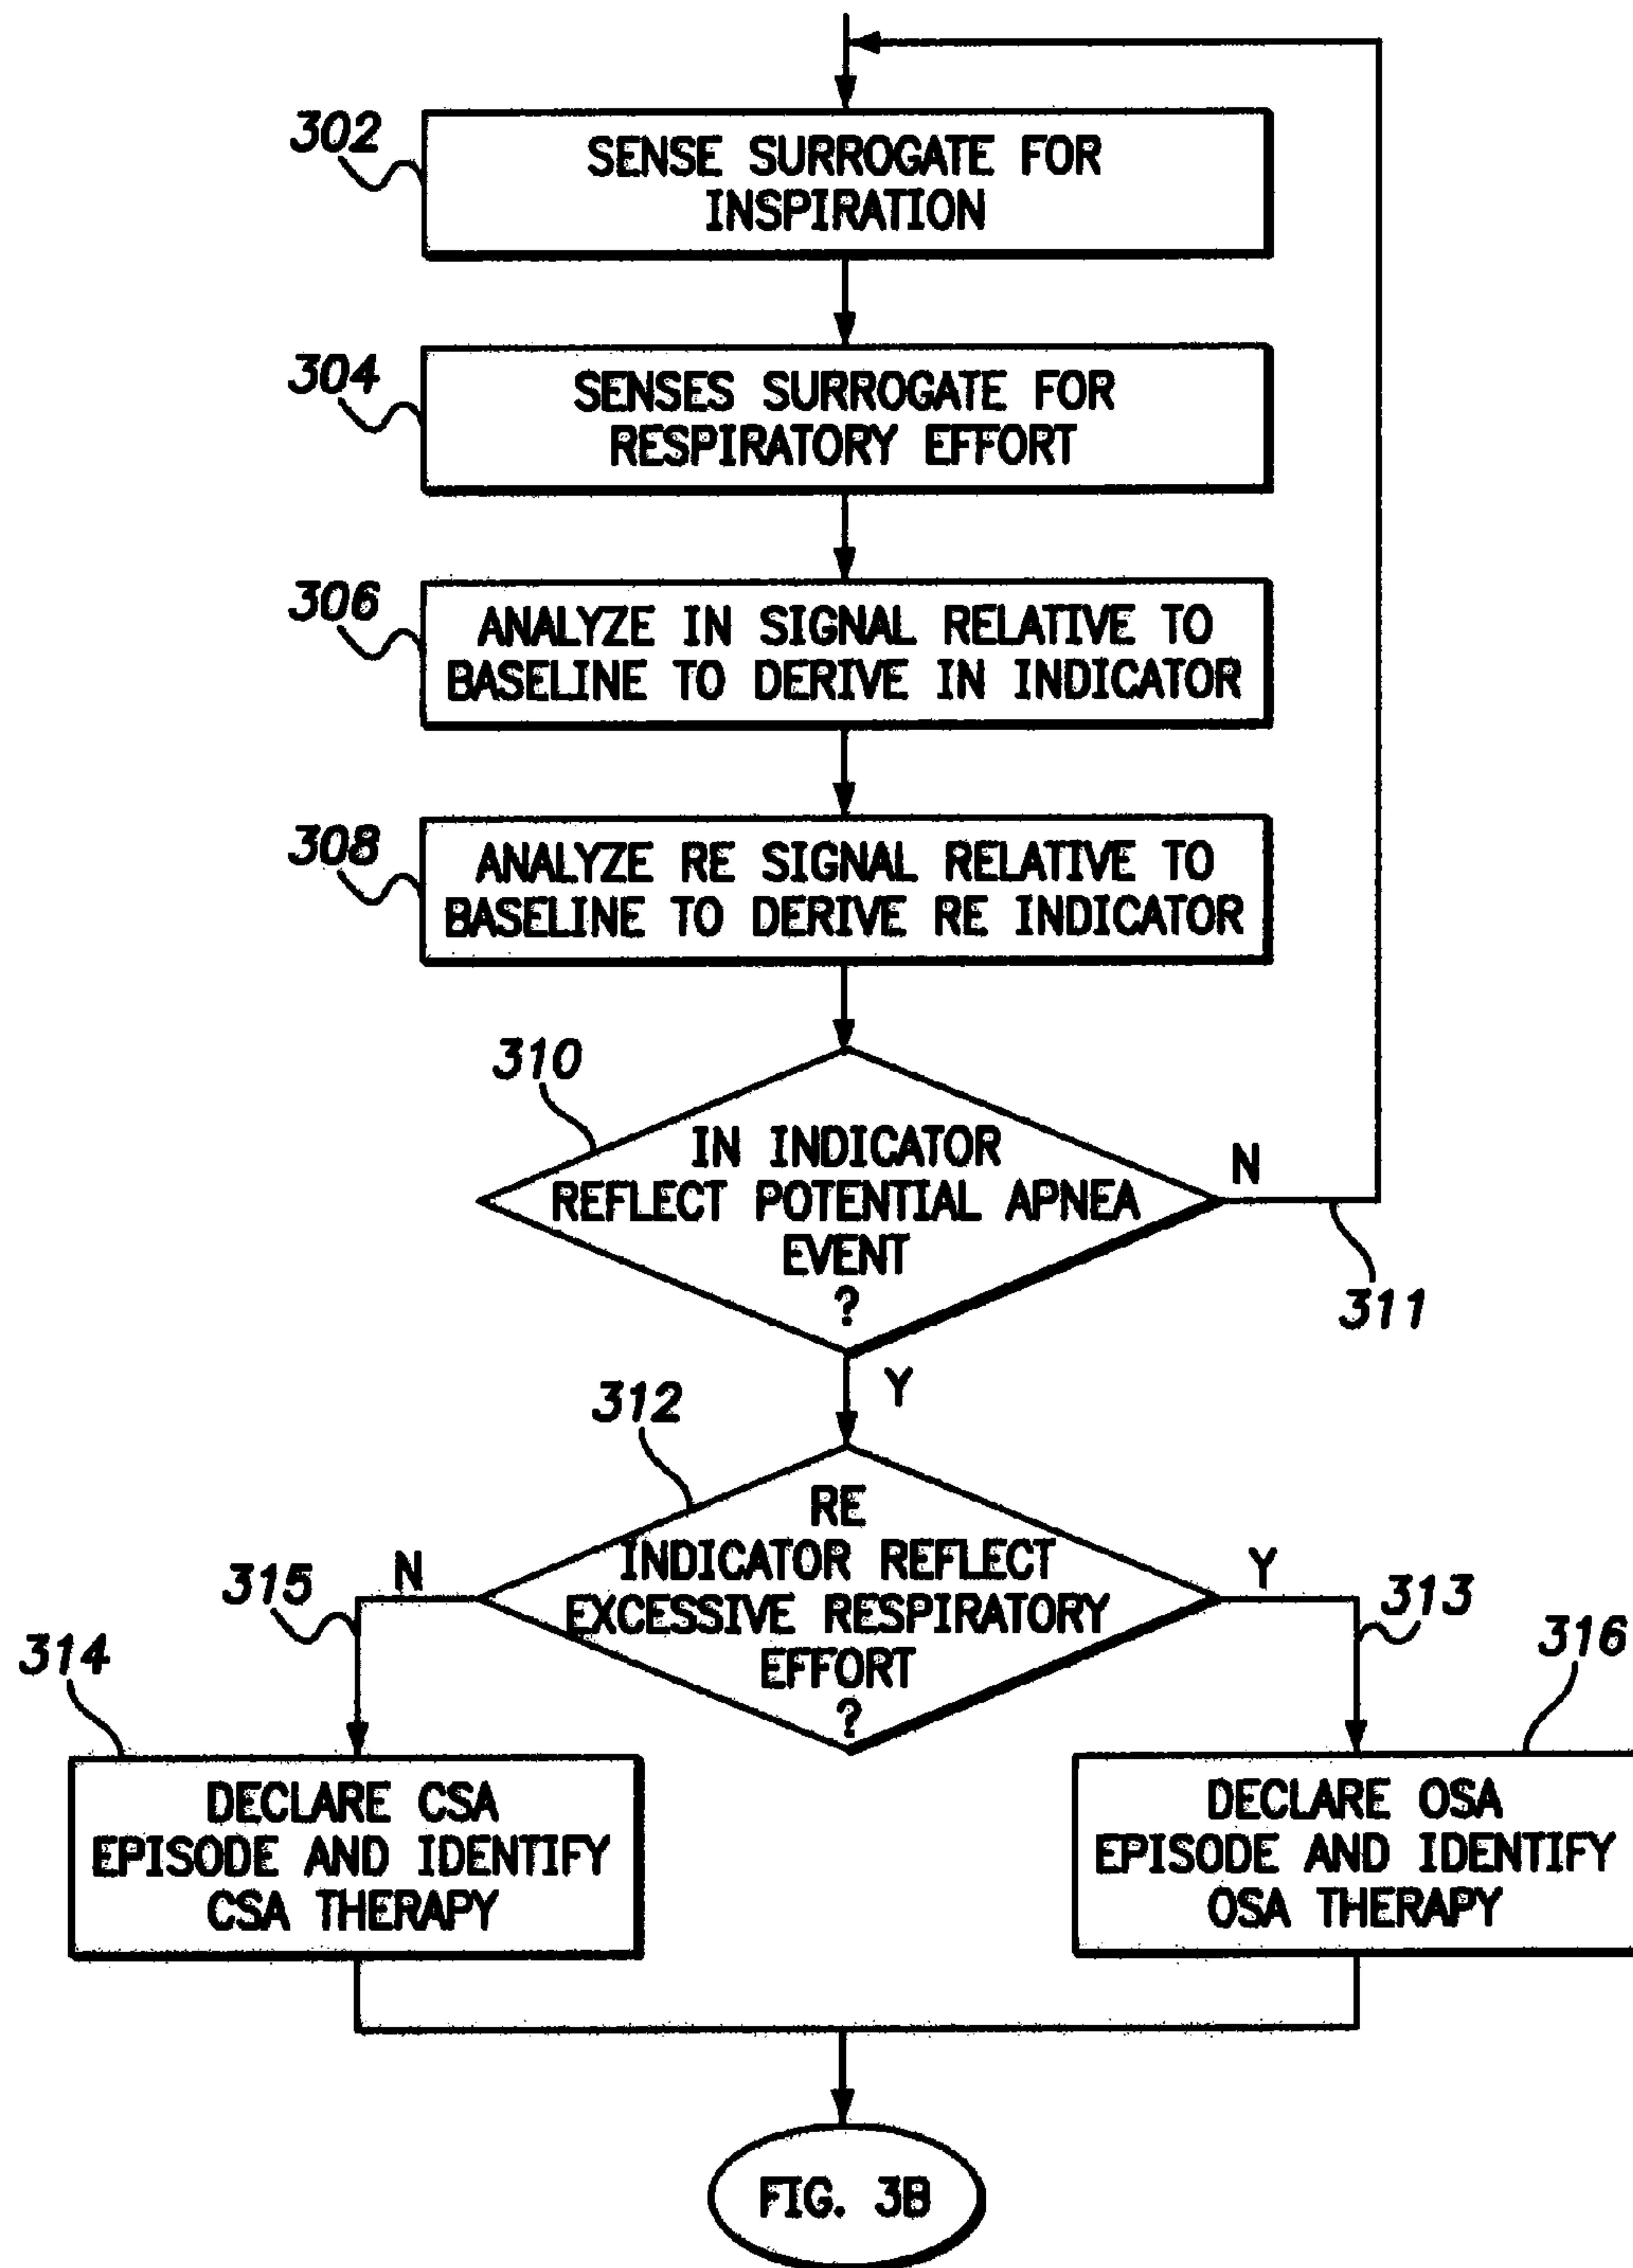 302
SENSE SURROGATE FOR
INSPIRATION
304
SENSES SURROGATE FOR
RESPIRATORY EFFORT
306
ANALYZE IN SIGNAL RELATIVE TO
BASELINE TO DERIVE IN INDICATOR
308
ANALYZE RE SIGNAL RELATIVE TO
BASELINE TO DERIVE RE INDICATOR
310
IN INDICATOR
REFLECT POTENTIAL APNEA
EVENT
?
N
311
Y
312
RE
INDICATOR REFLECT
EXCESSIVE RESPIRATORY
EFFORT
?
N
315
Y
313
314
DECLARE CSA
EPISODE AND IDENTIFY
CSA THERAPY
316
DECLARE OSA
EPISODE AND IDENTIFY
OSA THERAPY
FIG. 3B